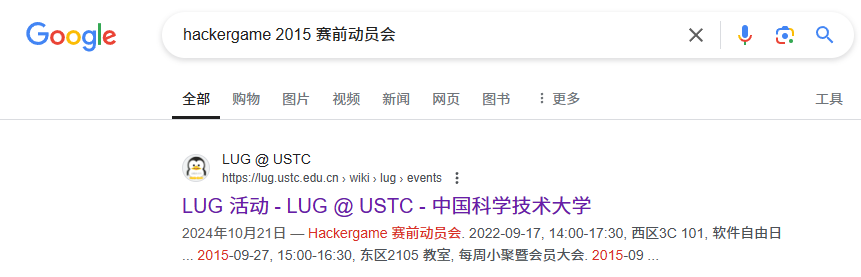 Google
hackergame 2015 赛前动员会
全部 购物 图片 视频 新闻 网页 图书 更多 工具
LUG @ USTC
https://lug.ustc.edu.cn › wiki › lug › events
LUG 活动 - LUG @ USTC - 中国科学技术大学
2024年10月21日 — Hackergame 赛前动员会. 2022-09-17, 14:00-17:30, 西区3C 101, 软件自由日
... 2015-09-27, 15:00-16:30, 东区2105 教室, 每周小聚暨会员大会. 2015-09 ...